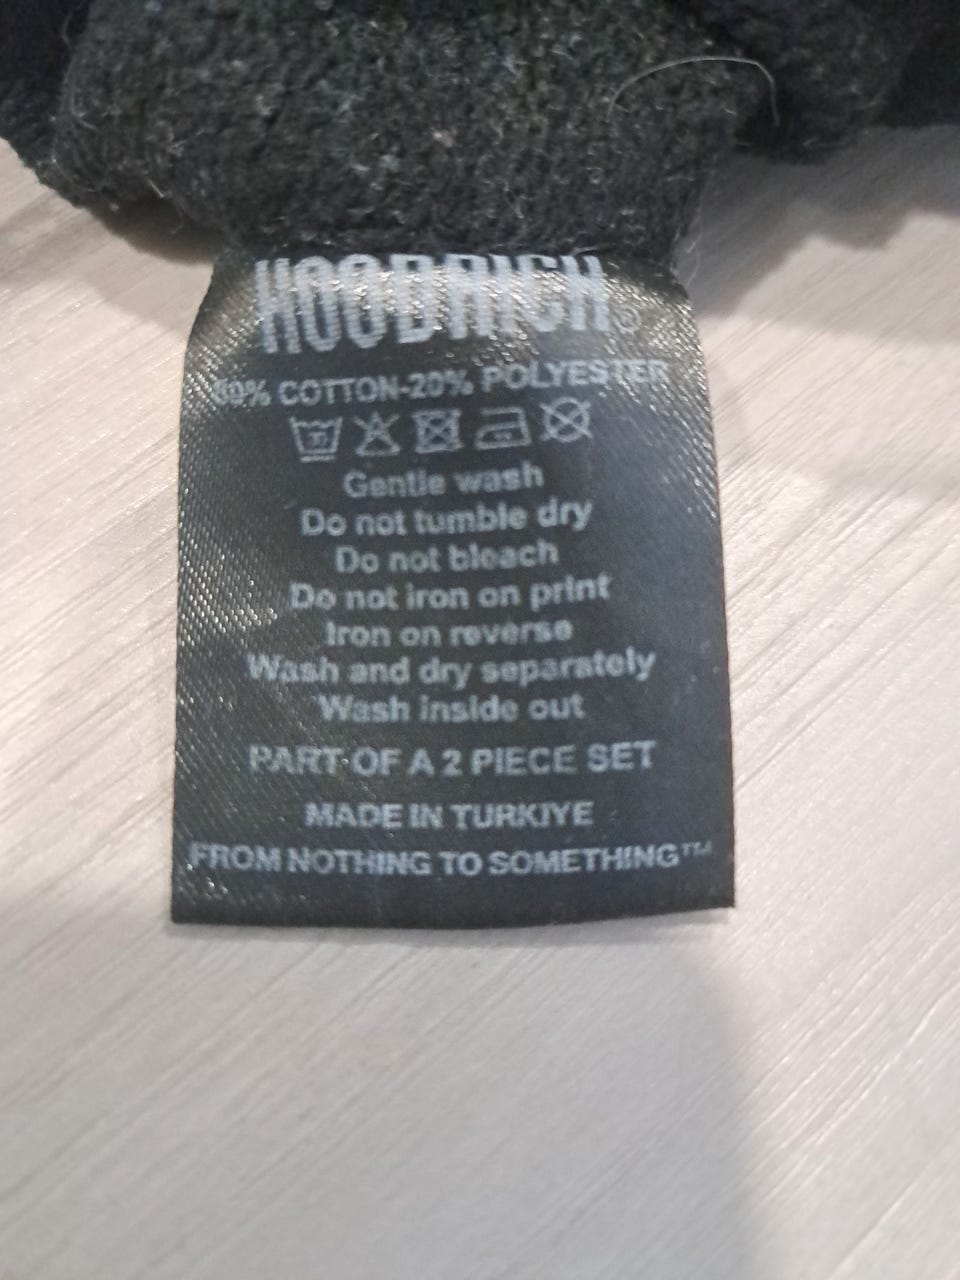 HOODRICH®
80% COTTON-20% POLYESTER
30
Gentle wash
Do not tumble dry
Do not bleach
Do not iron on print
Iron on reverse
Wash and dry separately
Wash inside out
PART OF A 2 PIECE SET
MADE IN TURKIYE
FROM NOTHING TO SOMETHING™